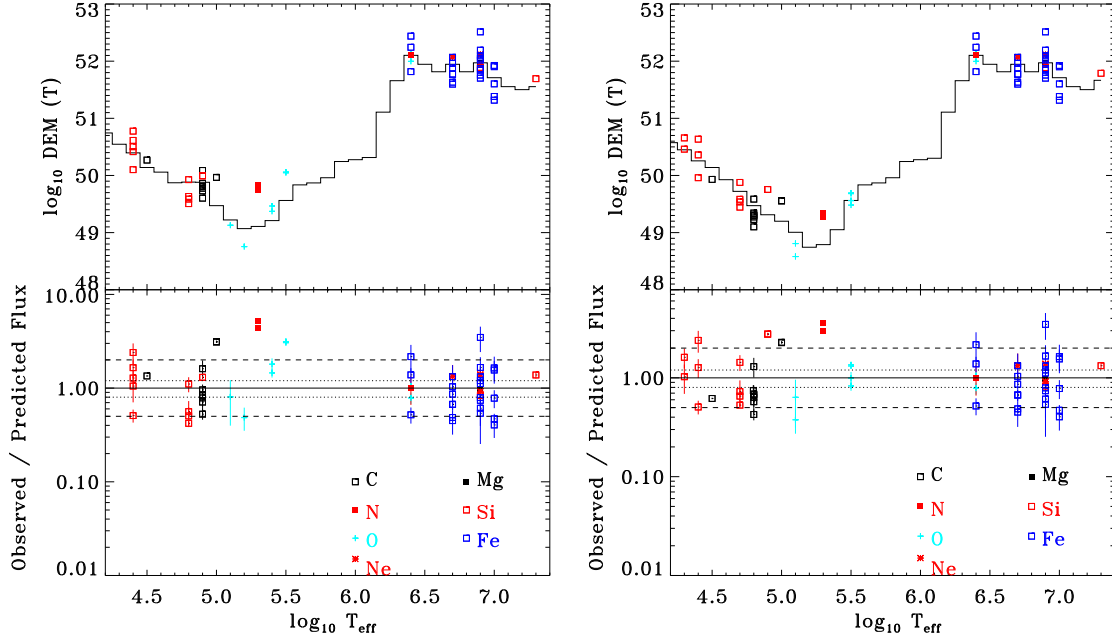 53
52
51
50
49
48
log10 DEM (T)
10.00
1.00
0.10
0.01
Observed / Predicted Flux
C
N
O
Ne
Mg
Si
Fe
4.5 5.0 5.5 6.0 6.5 7.0
log10 Teff
53
52
51
50
49
48
log10 DEM (T)
10.00
1.00
0.10
0.01
Observed / Predicted Flux
C
N
O
Ne
Mg
Si
Fe
4.5 5.0 5.5 6.0 6.5 7.0
log10 Teff